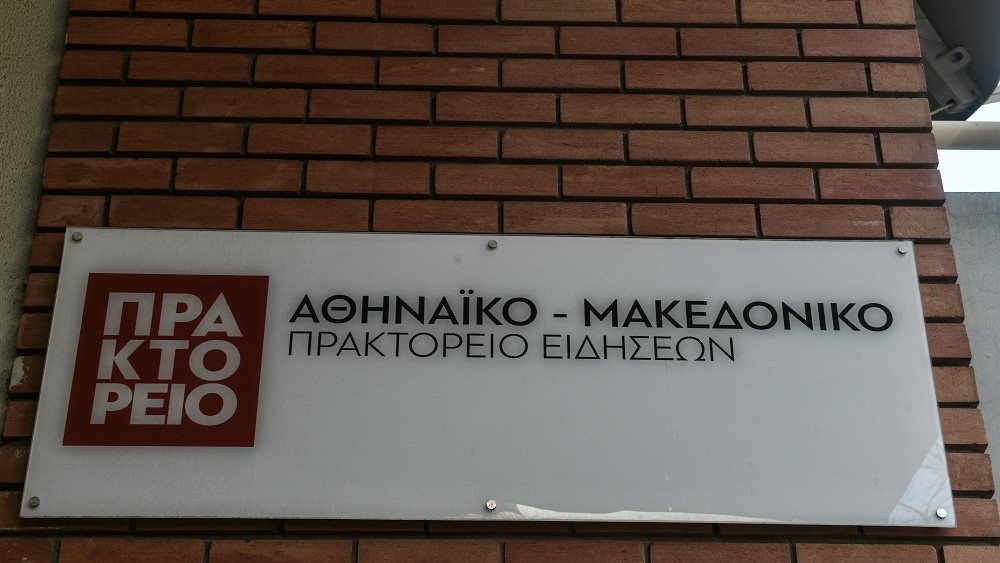 ΠΡΑ
ΚΤΟ
ΡΕΙΟ
ΑΘΗΝΑΪΚΟ - ΜΑΚΕΔΟΝΙΚΟ
ΠΡΑΚΤΟΡΕΙΟ ΕΙΔΗΣΕΩΝ